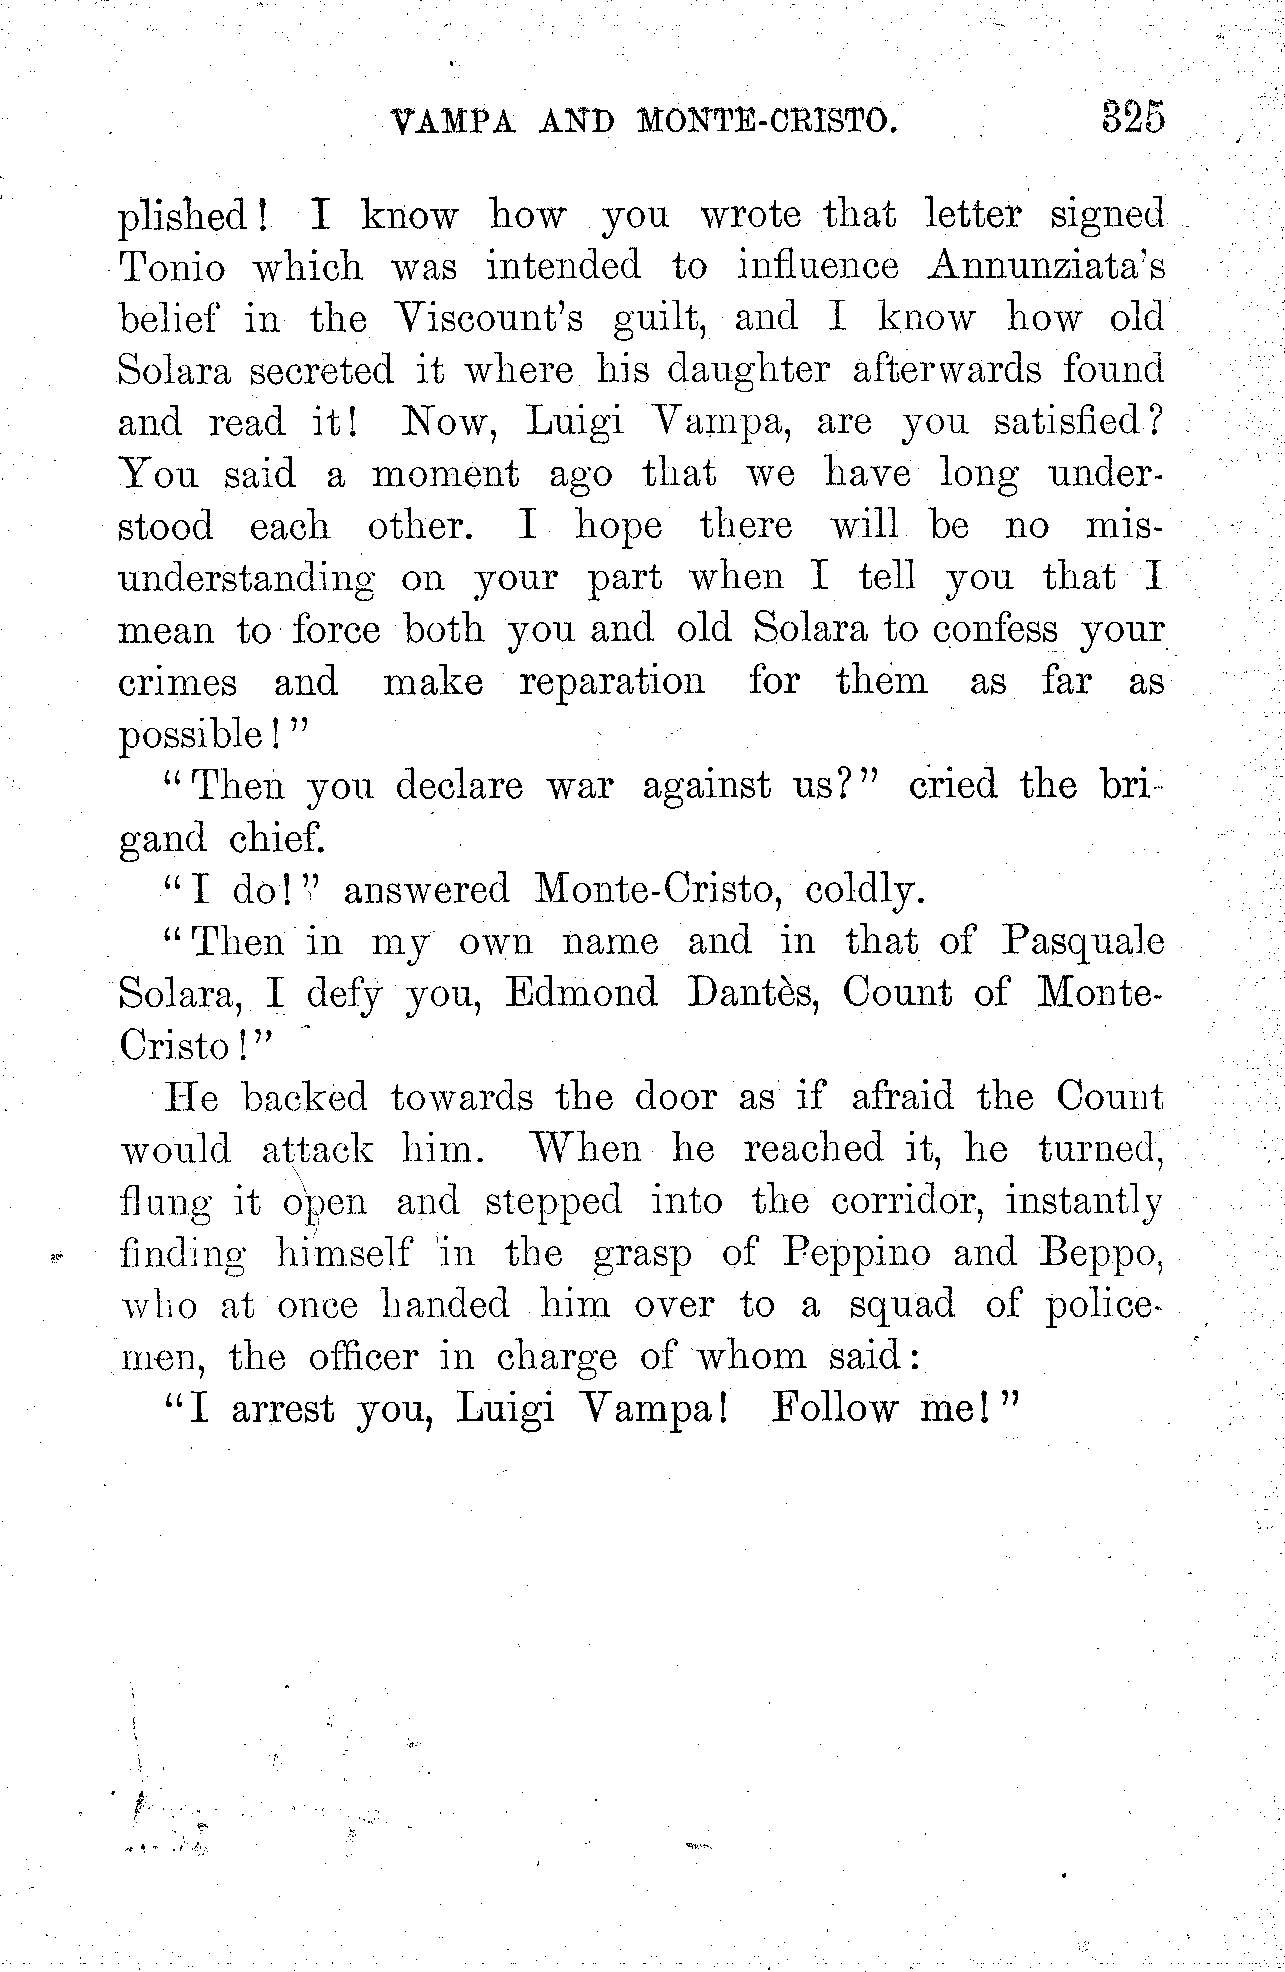 VAMPA AND MONTE-CRISTO. 325
plished! I know how you wrote that letter signed
Tonio which was intended to influence Annunziata's
belief in the Viscount's guilt, and I know how old
Solara secreted it where his daughter afterwards found
and read it! Now, Luigi Vampa, are you satisfied?
You said a moment ago that we have long under-
stood each other. I hope there will be no mis-
understanding on your part when I tell you that I
mean to force both you and old Solara to confess your
crimes and make reparation for them as far as
possible!"
"Then you declare war against us?" cried the bri-
gand chief.
"I do!" answered Monte-Cristo, coldly.
"Then in my own name and in that of Pasquale
Solara, I defy you, Edmond Dantès, Count of Monte-
Cristo!"
He backed towards the door as if afraid the Count
would attack him. When he reached it, he turned,
flung it open and stepped into the corridor, instantly
finding himself in the grasp of Peppino and Beppo,
who at once handed him over to a squad of police-
men, the officer in charge of whom said:
"I arrest you, Luigi Vampa! Follow me!"